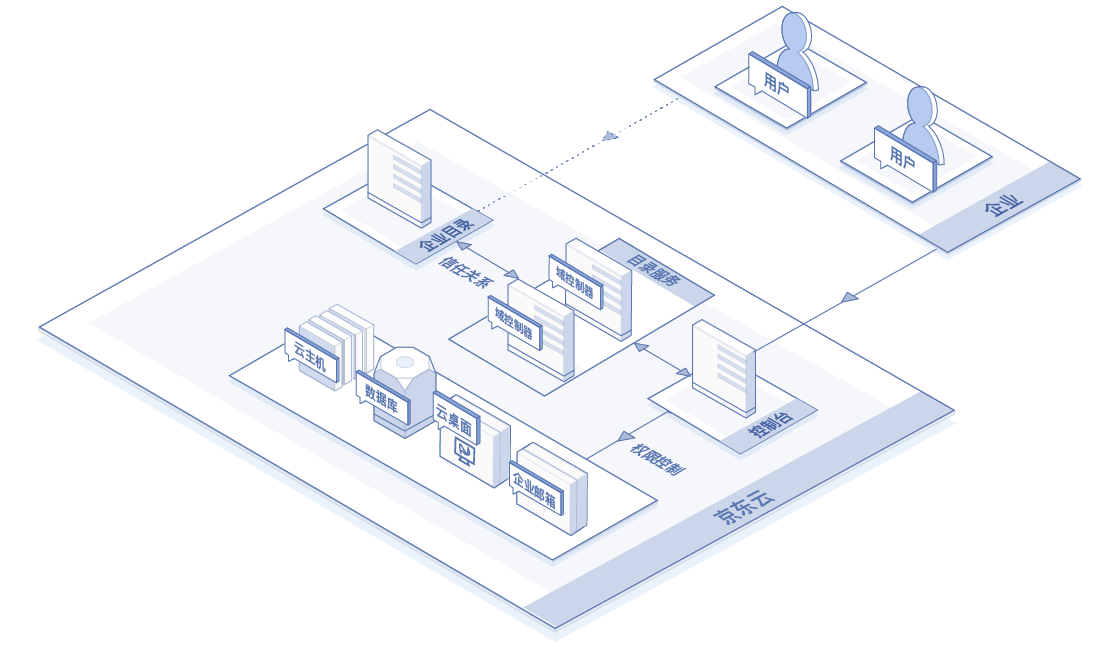 用户
用户
企业
企业目录
信任关系
目录服务
域控制器
域控制器
云主机
数据库
云桌面
企业邮箱
控制台
权限控制
京东云